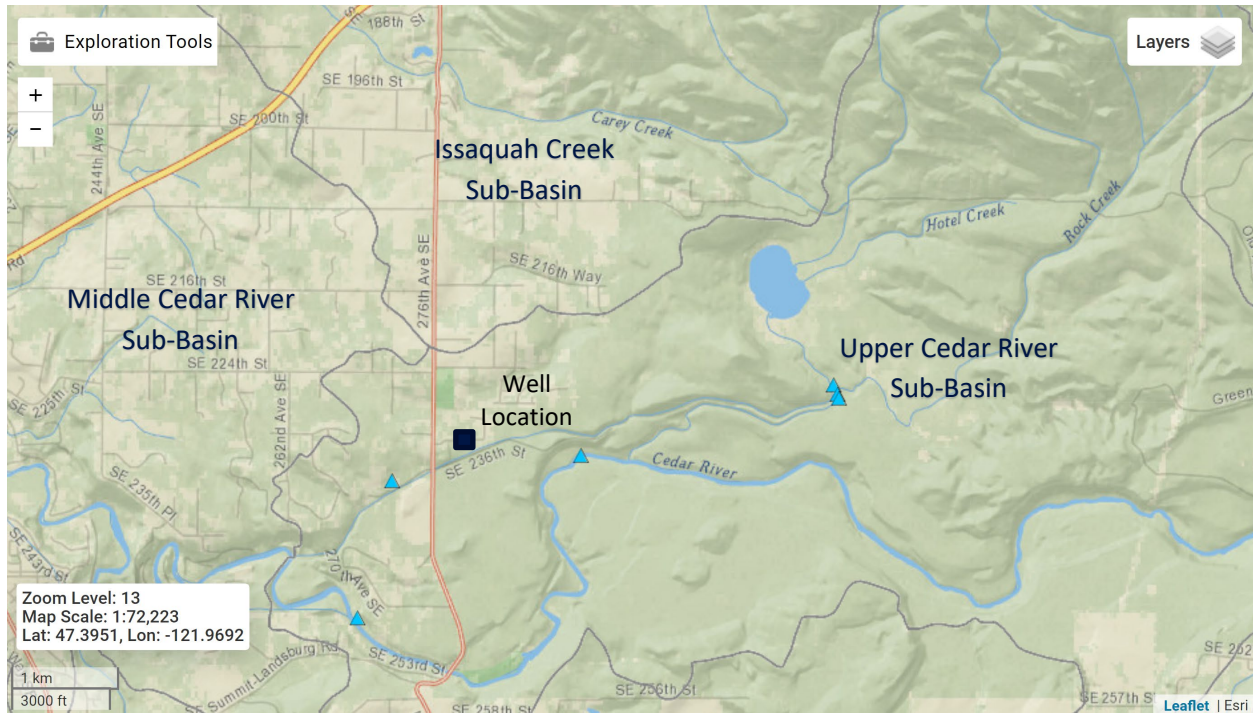 Exploration Tools
Layers
+
−
188th St
SE 196th St
SE 200th St
244th Ave SE
Carey Creek
Issaquah Creek
Sub-Basin
Hotel Creek
Rock Creek
276th Ave SE
SE 216th Way
Rd
SE 216th St
Middle Cedar River
Sub-Basin
SE 224th St
Upper Cedar River
Sub-Basin
Well
Location
SE 225th St
262nd Ave SE
Green
SE 236th St
Cedar River
SE 235th Pl
SE 243rd St
270th Ave SE
Zoom Level: 13
Map Scale: 1:72,223
Lat: 47.3951, Lon: -121.9692
SE 253rd St
Summit-Landsburg Rd
1 km
3000 ft
SE 256th St
SE 258th St
SE 257th St
Leaflet | Esri